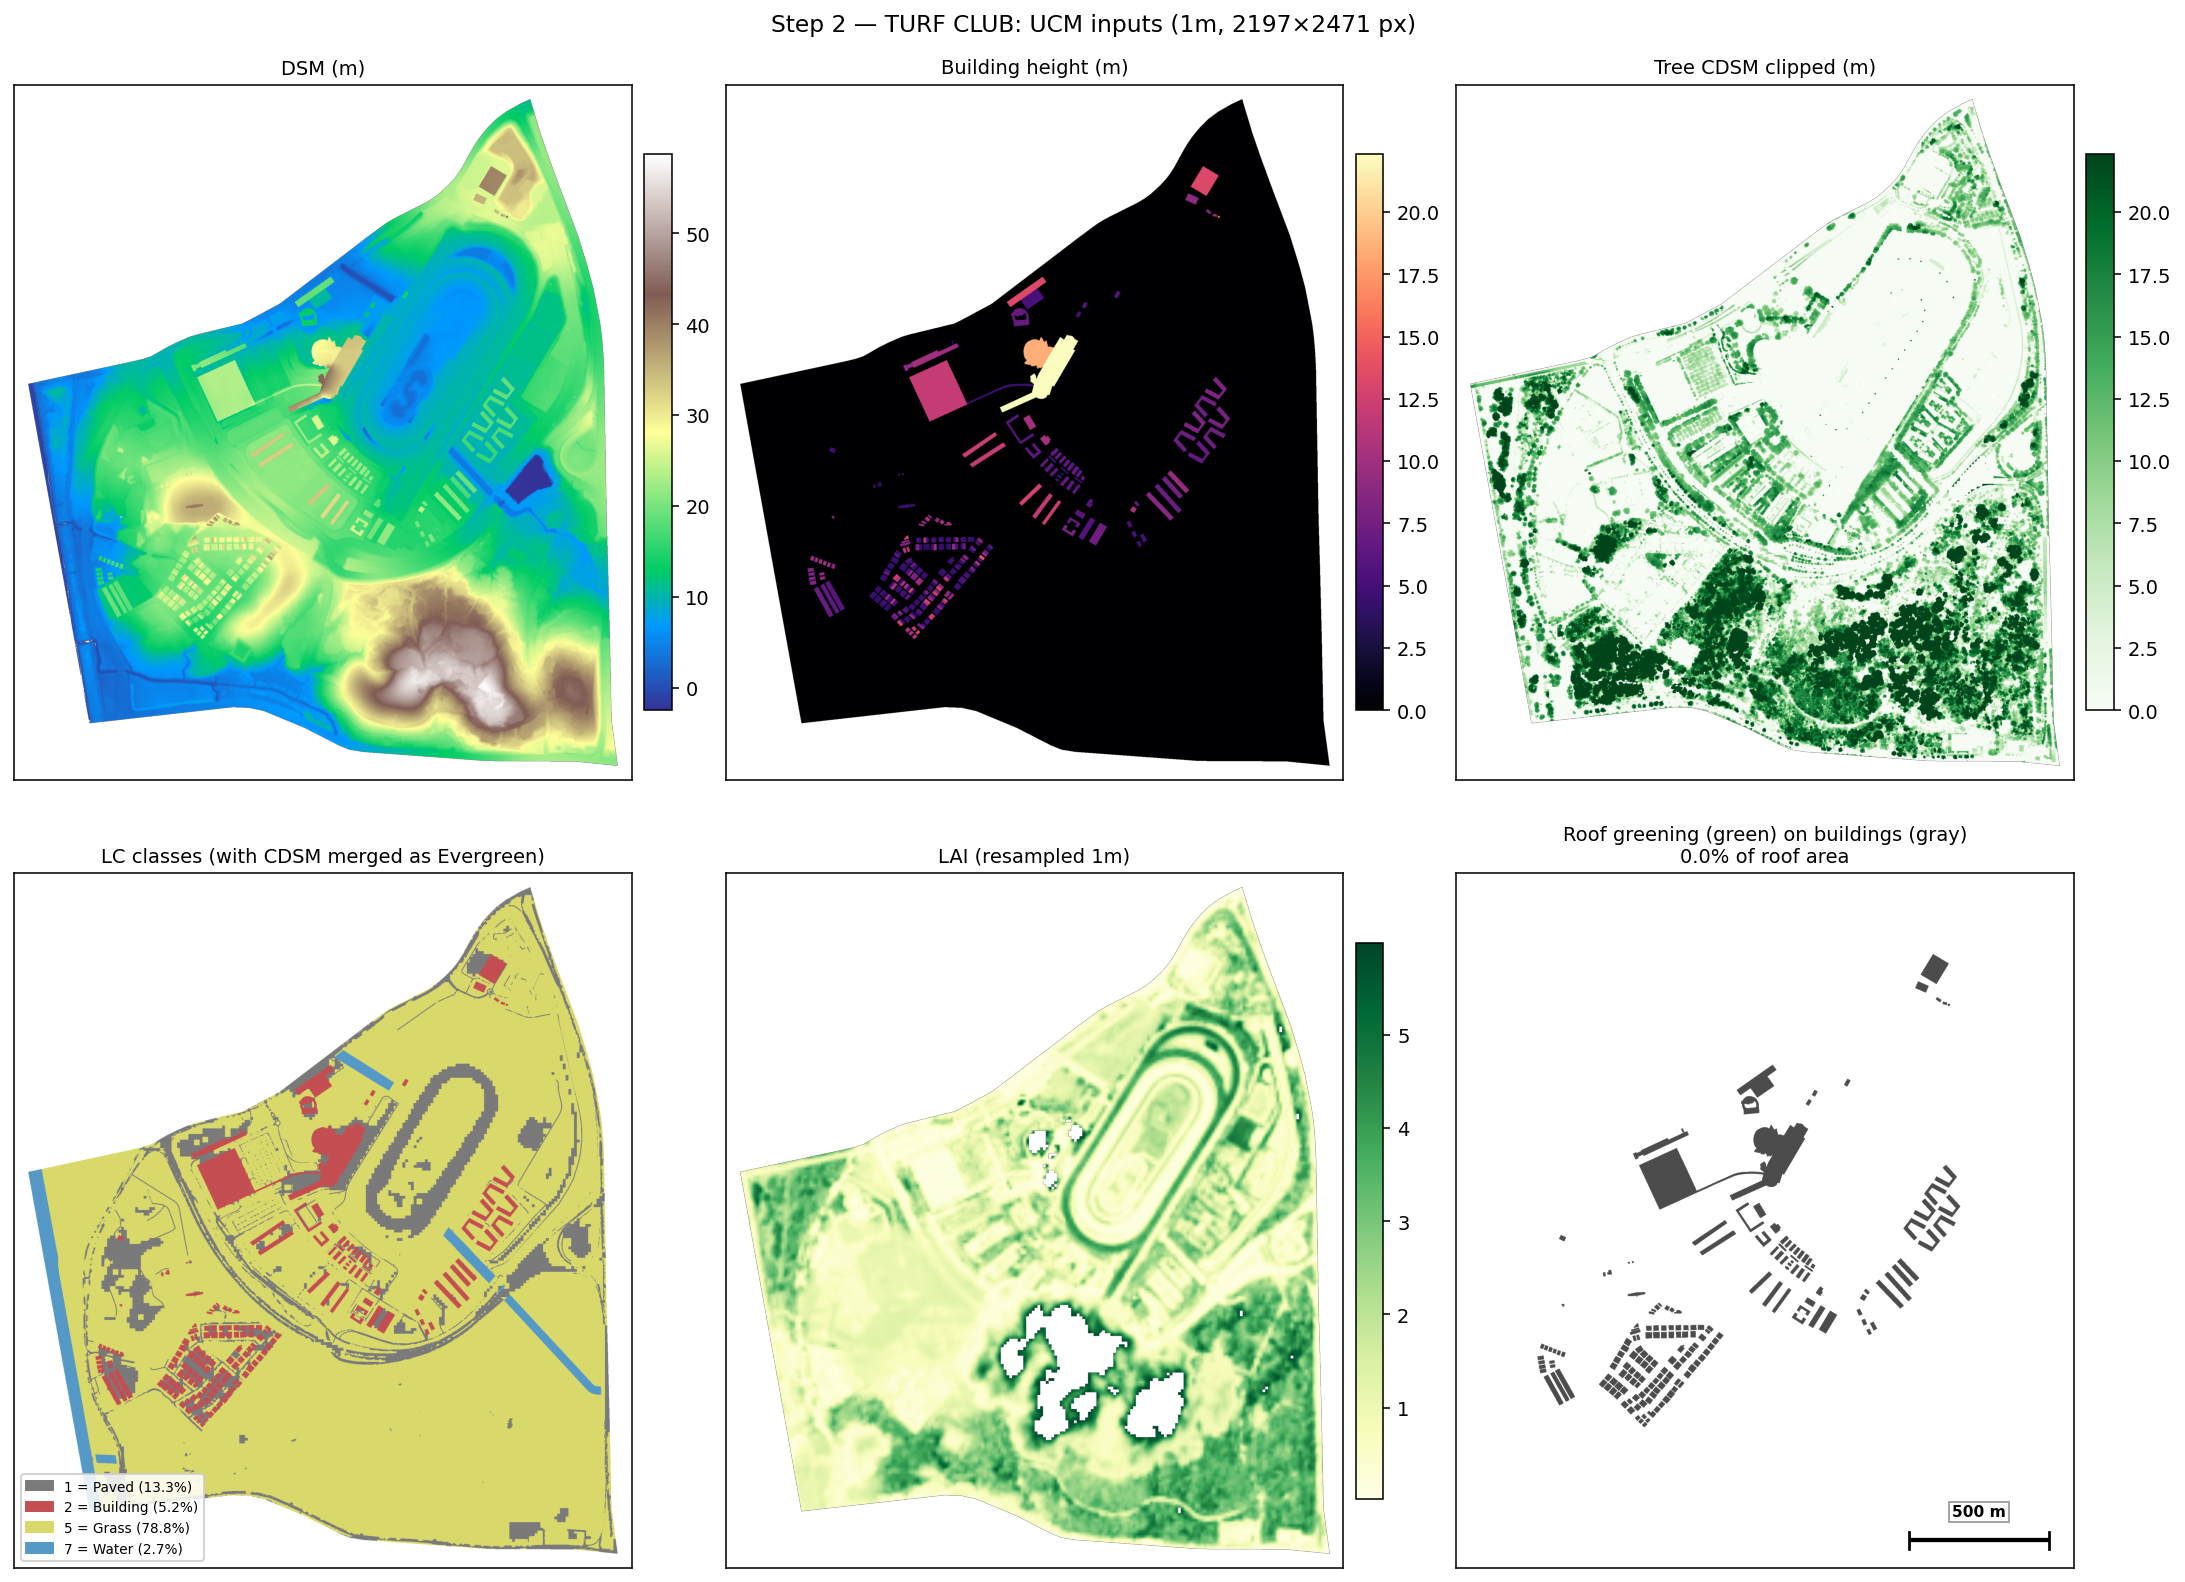 Step 2 — TURF CLUB: UCM inputs (1m, 2197×2471 px)
DSM (m)
50
40
30
20
10
0
Building height (m)
20.0
17.5
15.0
12.5
10.0
7.5
5.0
2.5
0.0
Tree CDSM clipped (m)
20.0
17.5
15.0
12.5
10.0
7.5
5.0
2.5
0.0
LC classes (with CDSM merged as Evergreen)
1 = Paved (13.3%)
2 = Building (5.2%)
5 = Grass (78.8%)
7 = Water (2.7%)
LAI (resampled 1m)
5
4
3
2
1
Roof greening (green) on buildings (gray)
0.0% of roof area
500 m